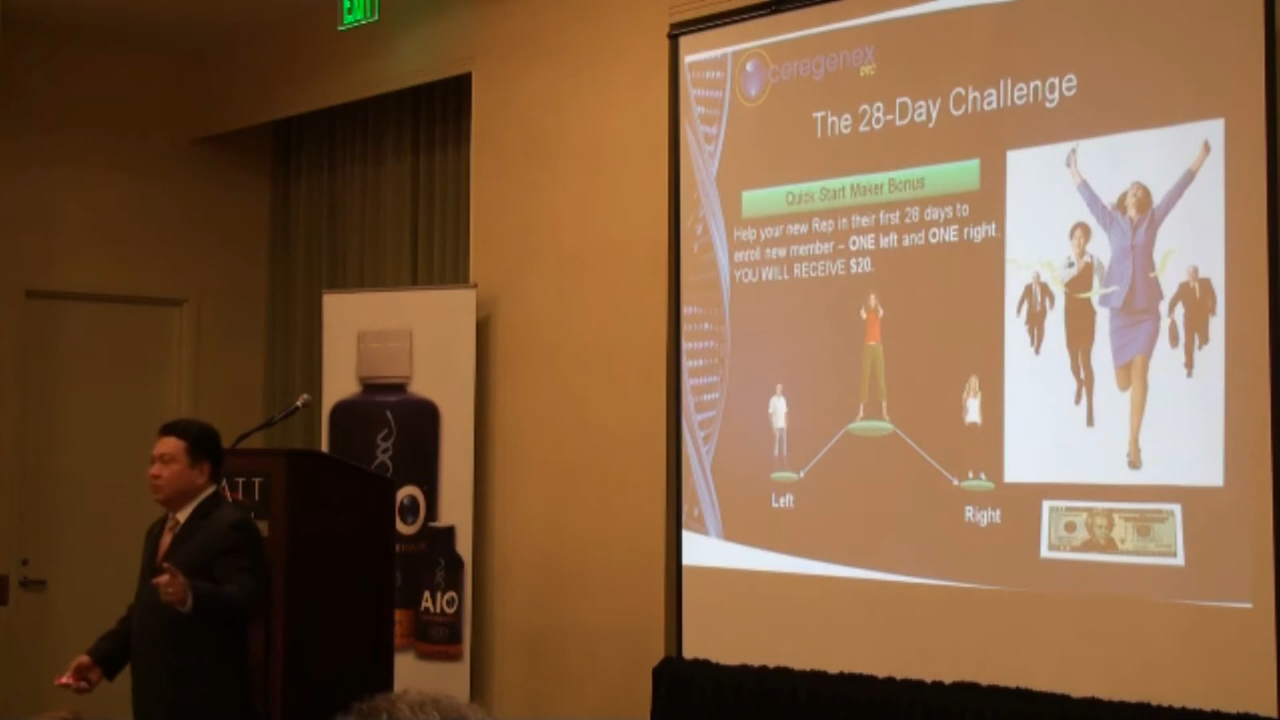 EXIT
ceregenex
The 28-Day Challenge
Quick Start Maker Bonus
Help your new Rep in their first 28 days to
enroll new member – ONE left and ONE right.
YOU WILL RECEIVE $20.
Left
Right
ATT
AIO